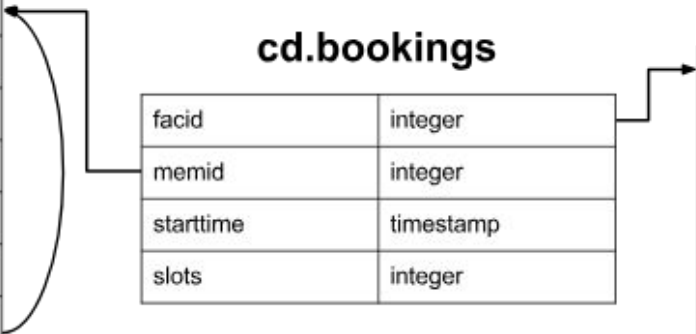 cd.bookings
facid integer
memid integer
starttime timestamp
slots integer